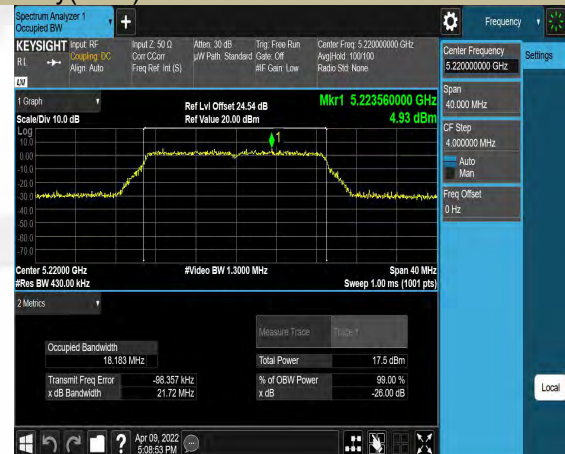 Spectrum Analyzer 1
Occupied BW
+
Frequency
KEYSIGHT
RL
LXI
Input: RF
Coupling: DC
Align: Auto
Input Z: 50 Ω
Corr CCorr
Freq Ref: Int (S)
Atten: 30 dB
µW Path: Standard
Trig: Free Run
Gate: Off
#IF Gain: Low
Center Freq: 5.220000000 GHz
Avg|Hold: 100/100
Radio Std: None
Center Frequency
5.220000000 GHz
Settings
Span
40.000 MHz
CF Step
4.000000 MHz
Auto
Man
Freq Offset
0 Hz
1 Graph
Scale/Div 10.0 dB
Ref Lvl Offset 24.54 dB
Ref Value 20.00 dBm
Mkr1 5.223560000 GHz
4.93 dBm
Log
10.0
0.00
-10.0
-20.0
-30.0
-40.0
-50.0
-60.0
-70.0
1
Center 5.22000 GHz
#Res BW 430.00 kHz
#Video BW 1.3000 MHz
Span 40 MHz
Sweep 1.00 ms (1001 pts)
2 Metrics
Measure Trace
Trace 1
Occupied Bandwidth
18.183 MHz
Total Power
17.5 dBm
Transmit Freq Error
-98.357 kHz
% of OBW Power
99.00 %
x dB Bandwidth
21.72 MHz
x dB
-26.00 dB
Local
?
Apr 09, 2022
5:08:53 PM